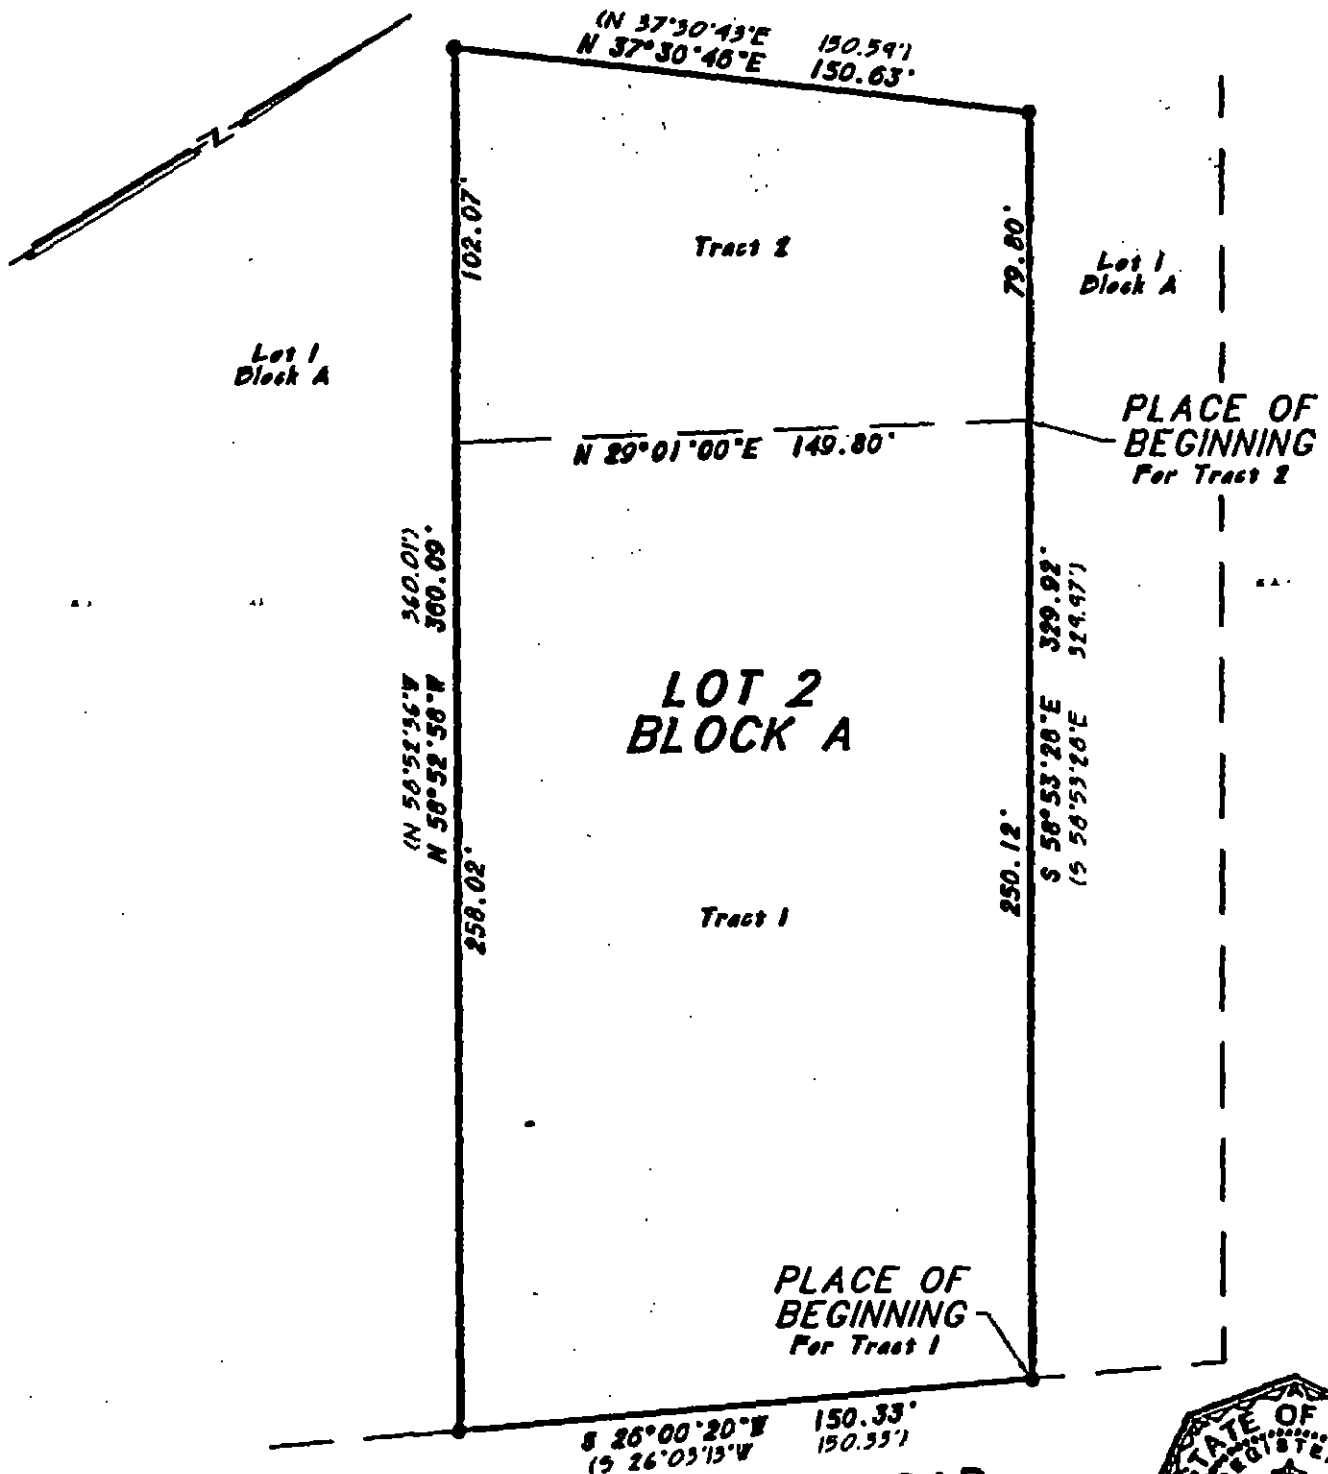 (N 37°30'43"E 150.59')
N 37°30'46"E 150.63'
Z
102.07'
Tract 2
79.80'
Lot 1
Block A
Lot 1
Block A
PLACE OF
BEGINNING
For Tract 2
N 29°01'00"E 149.80'
(N 58°52'36"W 360.01')
N 58°52'58"W 360.09'
329.92'
S 58°53'28"E
(S 58°53'28"E 329.97')
LOT 2
BLOCK A
258.02'
250.12'
Tract 1
PLACE OF
BEGINNING
For Tract 1
S 26°00'20"W 150.33'
(S 26°03'13"W 150.33')
STATE OF